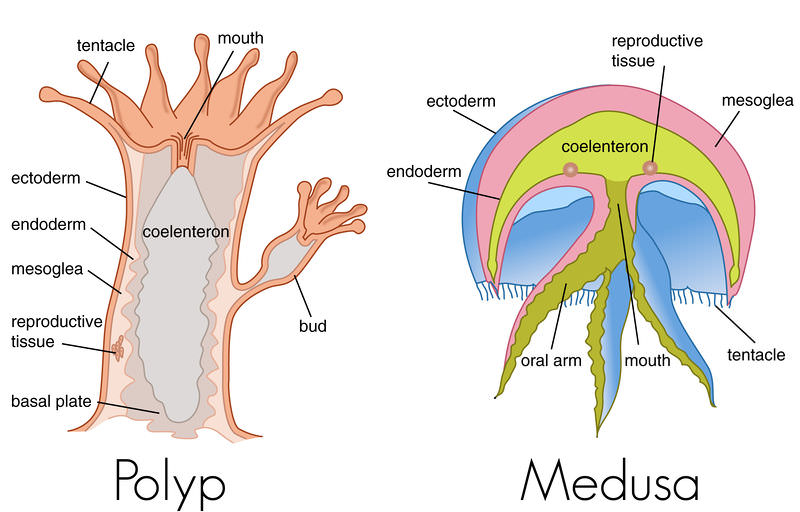 tentacle
mouth
ectoderm
endoderm
coelenteron
mesoglea
reproductive
tissue
bud
basal plate
Polyp
reproductive
tissue
ectoderm
mesoglea
coelenteron
endoderm
oral arm
mouth
tentacle
Medusa